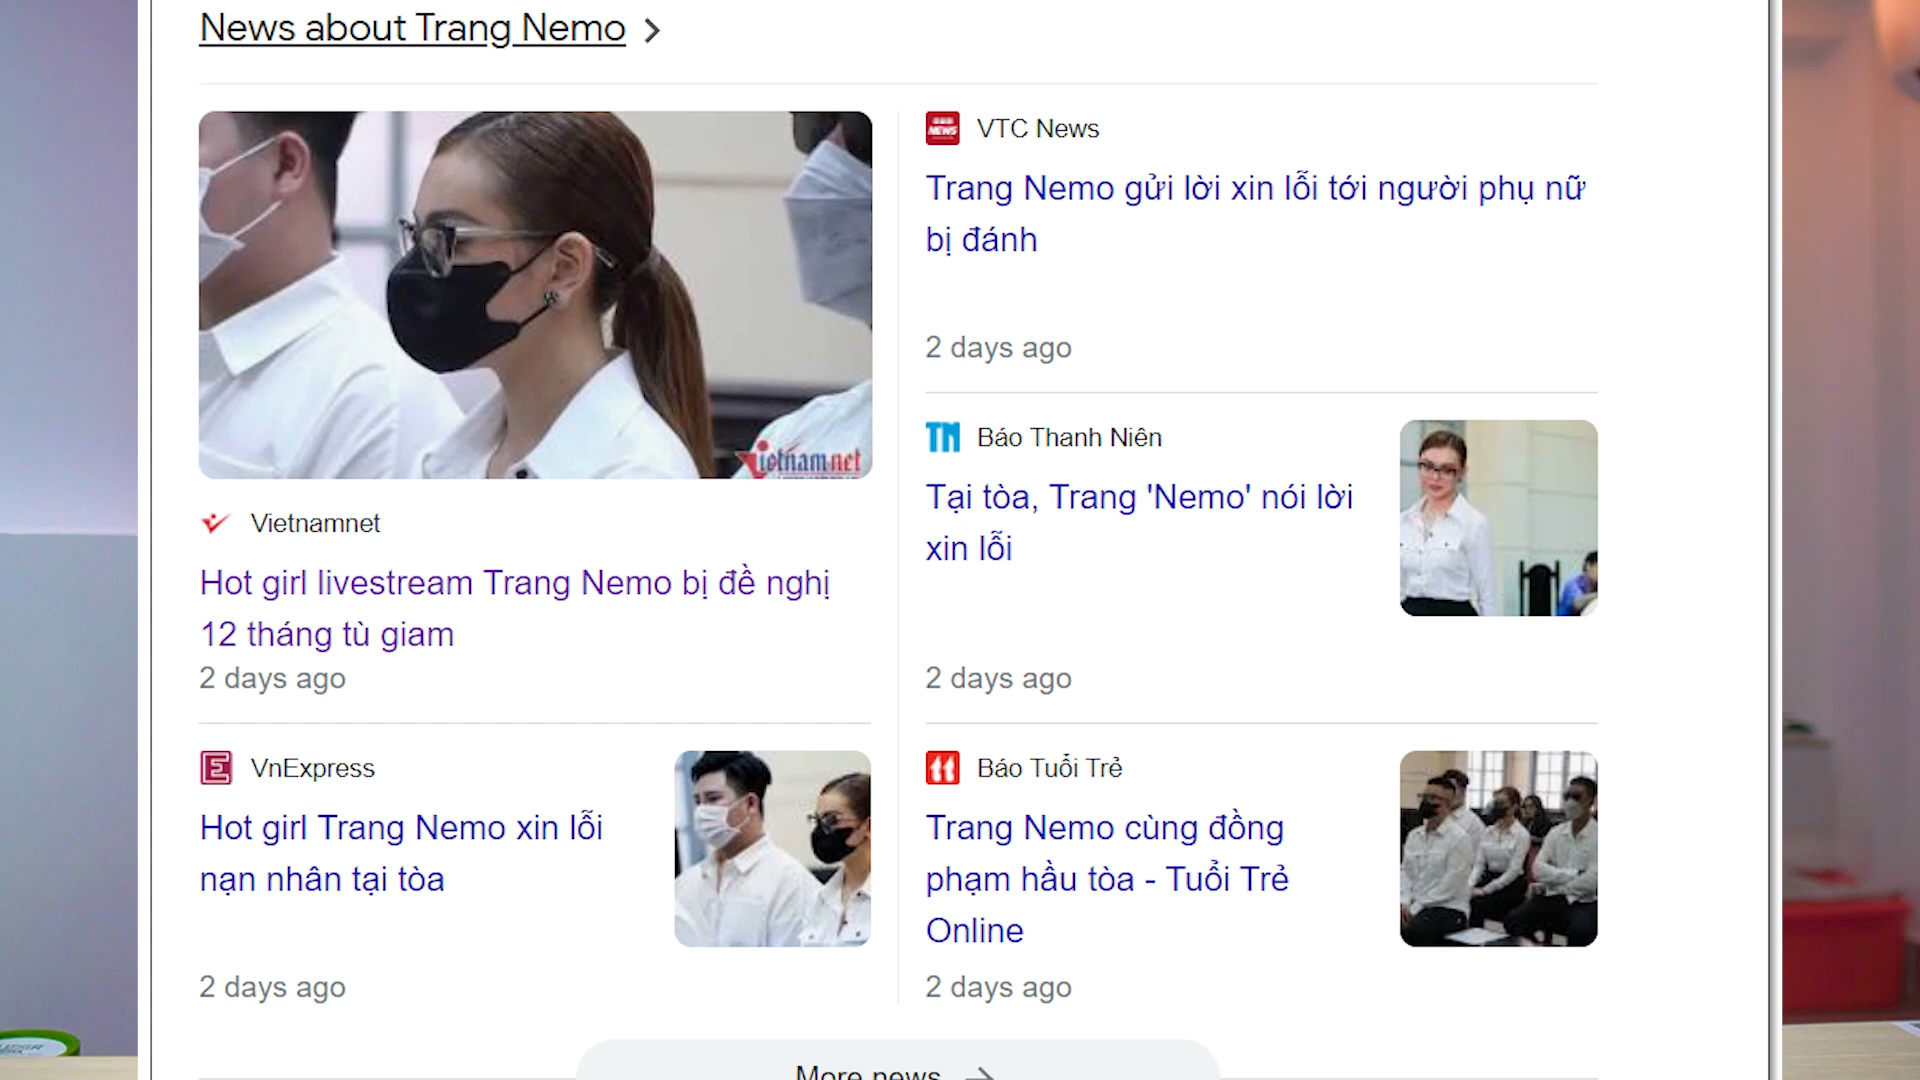 News about Trang Nemo
vietnamnet
Vietnamnet
Hot girl livestream Trang Nemo bị đề nghị
12 tháng tù giam
2 days ago
NEWS
VTC News
Trang Nemo gửi lời xin lỗi tới người phụ nữ
bị đánh
2 days ago
TN
Báo Thanh Niên
Tại tòa, Trang 'Nemo' nói lời
xin lỗi
2 days ago
E
VnExpress
Hot girl Trang Nemo xin lỗi
nạn nhân tại tòa
2 days ago
tt
Báo Tuổi Trẻ
Trang Nemo cùng đồng
phạm hầu tòa - Tuổi Trẻ
Online
2 days ago
More news